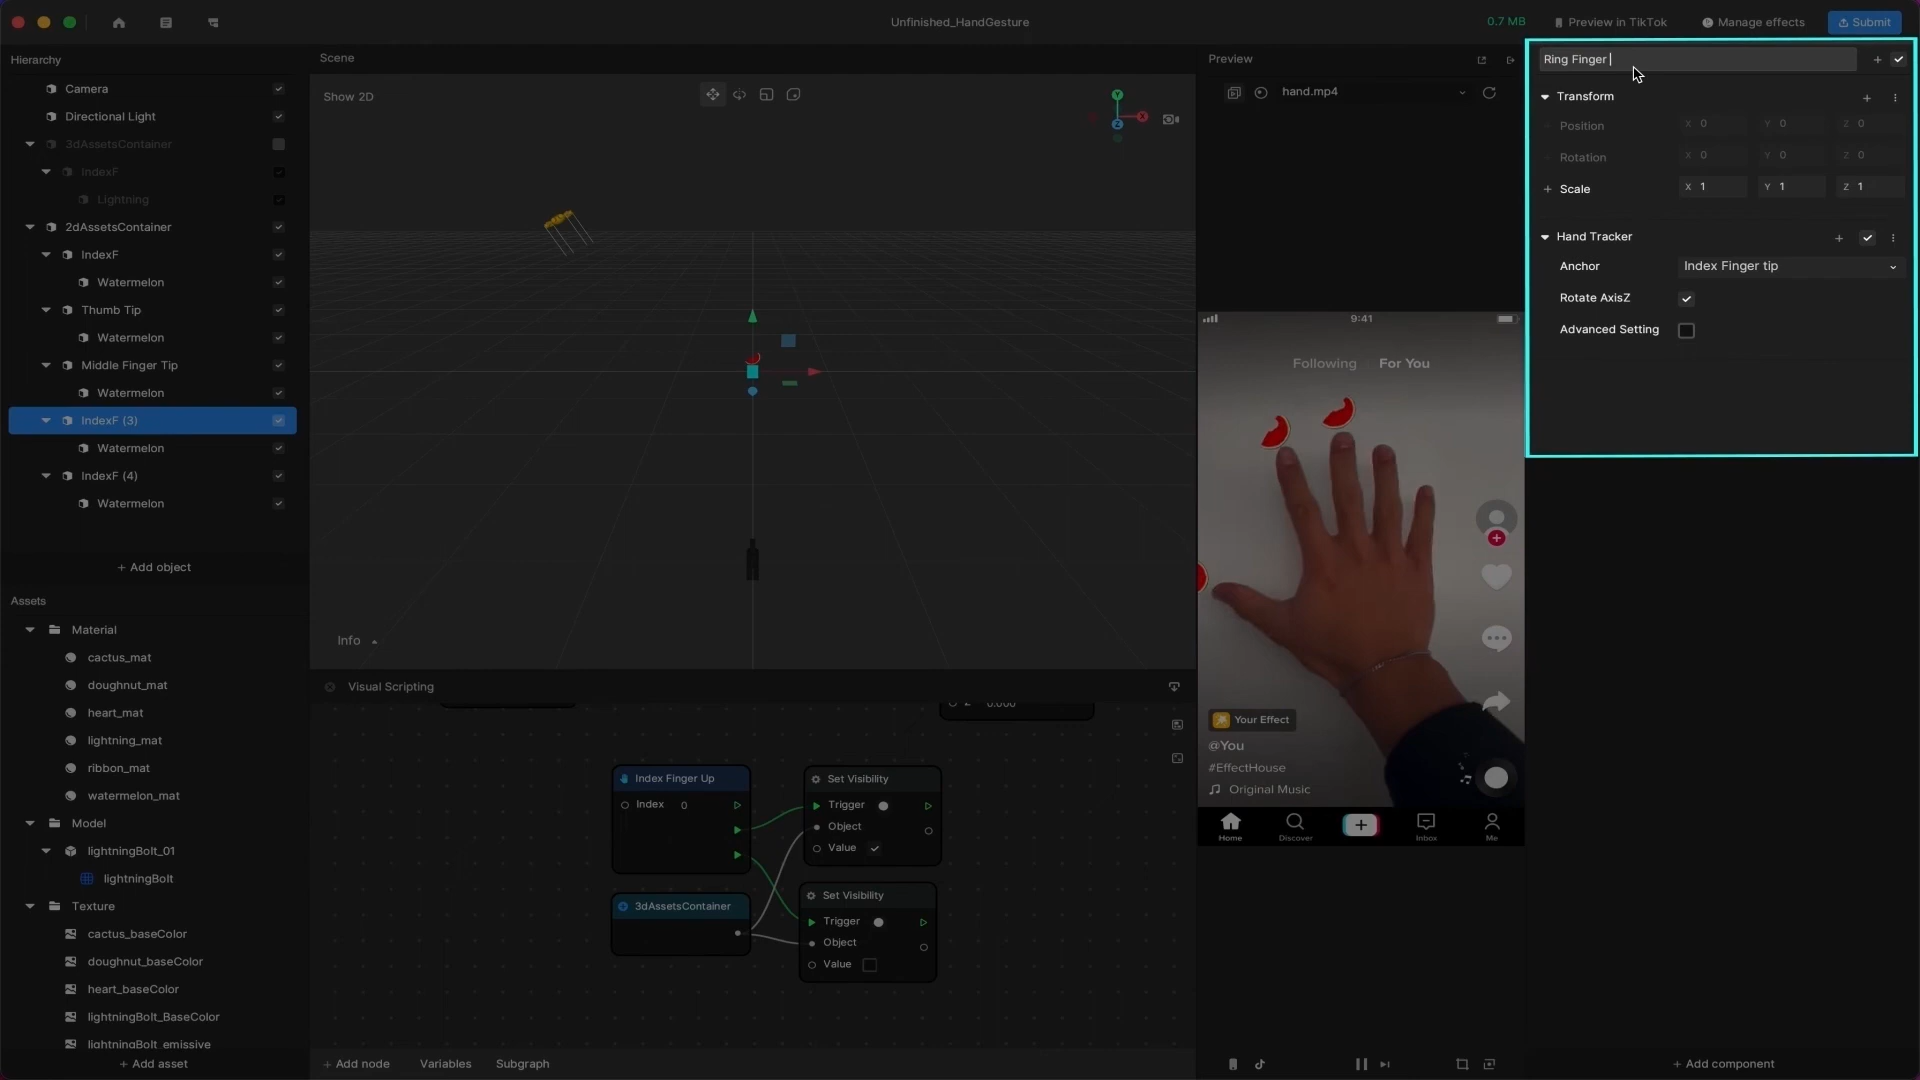 Unfinished_HandGesture
0.7 MB
Preview in TikTok
Manage effects
Submit
Hierarchy
Camera
Directional Light
3dAssetsContainer
IndexF
Lightning
2dAssetsContainer
IndexF
Watermelon
Thumb Tip
Watermelon
Middle Finger Tip
Watermelon
IndexF (3)
Watermelon
IndexF (4)
Watermelon
+ Add object
Assets
Material
cactus_mat
doughnut_mat
heart_mat
lightning_mat
ribbon_mat
watermelon_mat
Model
lightningBolt_01
lightningBolt
Texture
cactus_baseColor
doughnut_baseColor
heart_baseColor
lightningBolt_BaseColor
lightningBolt_emissive
+ Add asset
Scene
Show 2D
Y
X
Z
Info
Visual Scripting
Z 0.000
Index Finger Up
Index 0
3dAssetsContainer
Set Visibility
Trigger
Object
Value
Set Visibility
Trigger
Object
Value
+ Add node
Variables
Subgraph
Preview
hand.mp4
9:41
Following
For You
Your Effect
@You
#EffectHouse
Original Music
Home
Discover
Inbox
Me
Ring Finger
Transform
Position X 0 Y 0 Z 0
Rotation X 0 Y 0 Z 0
Scale X 1 Y 1 Z 1
Hand Tracker
Anchor Index Finger tip
Rotate AxisZ
Advanced Setting
+ Add component